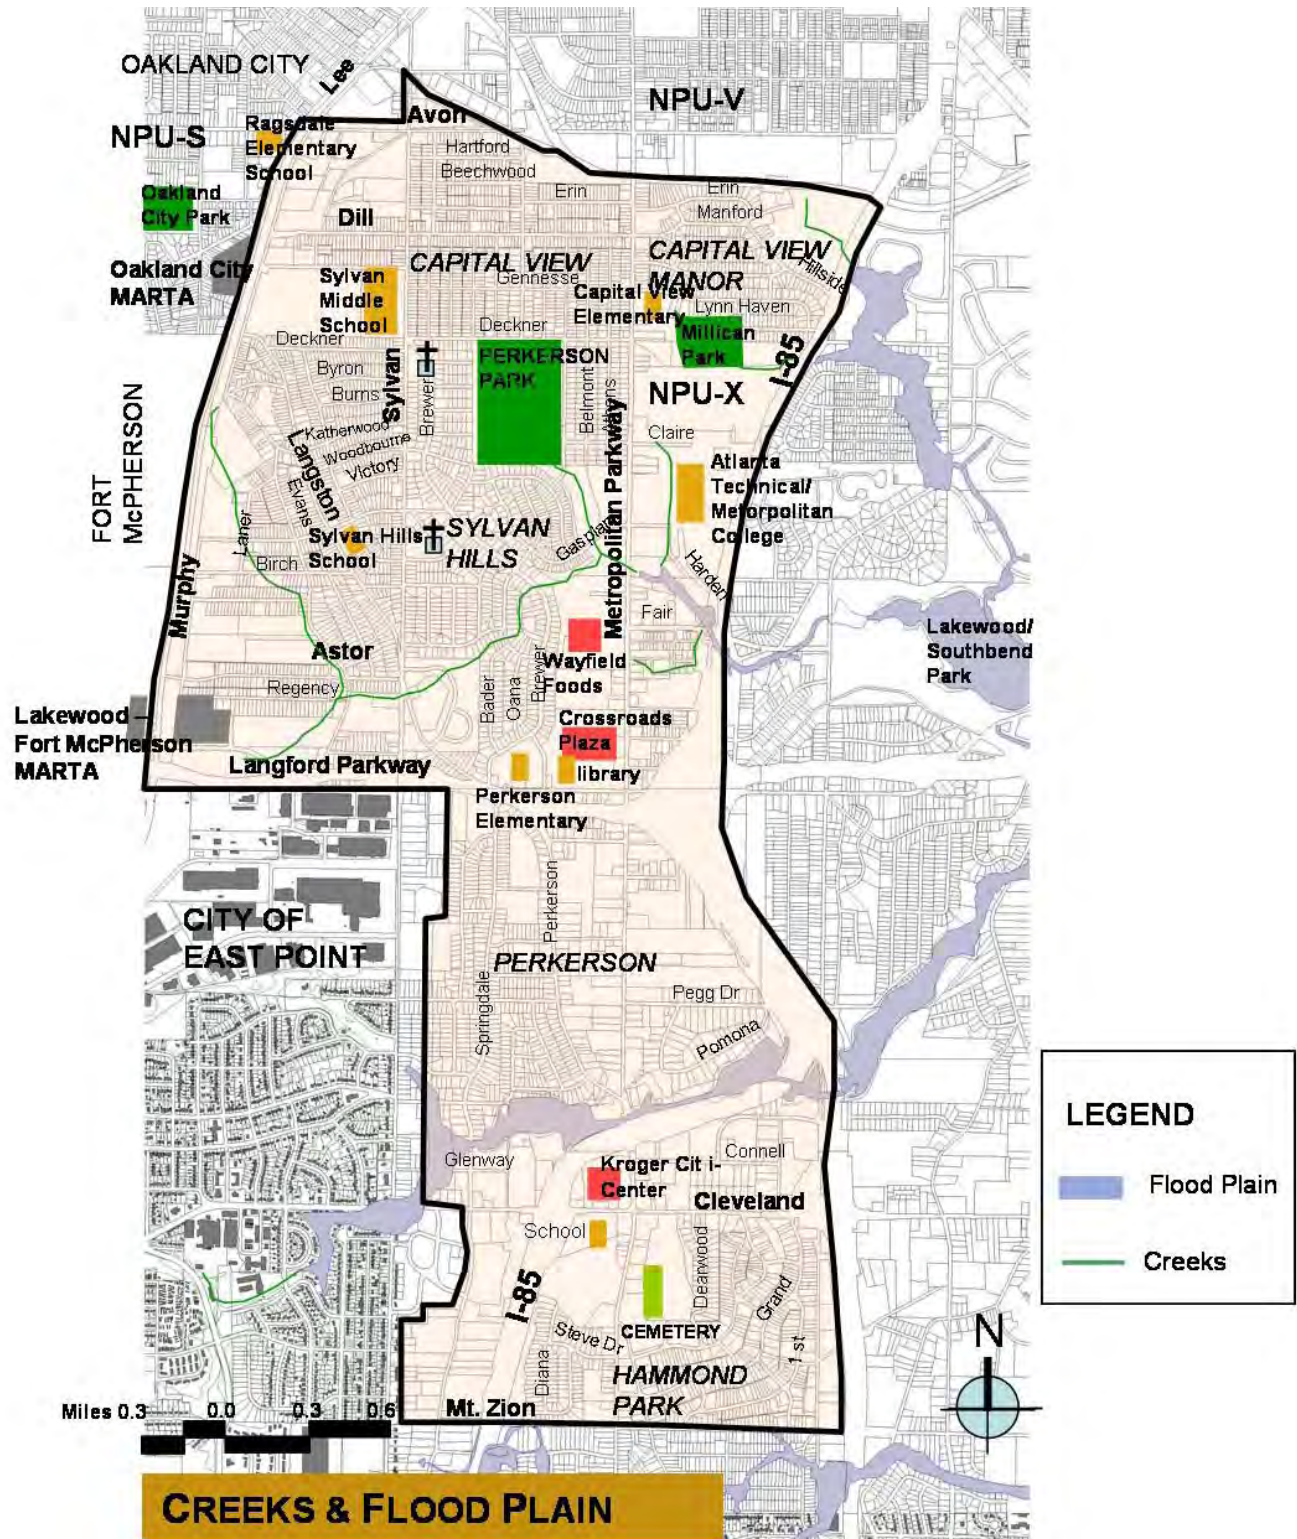 OAKLAND CITY
Lee
NPU-V
Avon
NPU-S
Ragsdale
Elementary
School
Hartford
Beechwood
Erin
Erin
Manford
Oakland
City Park
Dill
CAPITAL VIEW
CAPITAL VIEW
MANOR
Hillside
Oakland City
MARTA
Sylvan
Middle
School
Gennesse
Capital View
Elementary
Lynn Haven
Deckner
Deckner
Millican
Park
I-85
PERKERSON
PARK
Byron
Burns
Sylvan
Brewer
Belmont
Athens
NPU-X
Katherwood
Woodbourne
Victory
Langston
Evans
Claire
Metropolitan Parkway
FORT
McPHERSON
Atlanta
Technical/
Metorpolitan
College
Laner
Sylvan Hills
School
SYLVAN
HILLS
Gaspian
Birch
Harden
Murphy
Fair
Lakewood/
Southbend
Park
Astor
Wayfield
Foods
Regency
Bader
Oana
Brewer
Lakewood –
Fort McPherson
MARTA
Crossroads
Plaza
Langford Parkway
library
Perkerson
Elementary
CITY OF
EAST POINT
Perkerson
PERKERSON
Springdale
Pegg Dr
Pomona
LEGEND
Flood Plain
Creeks
Glenway
Connell
Kroger Cit i-
Center
Cleveland
School
Dearwood
I-85
Grand
CEMETERY
Steve Dr
1 st
Diana
HAMMOND
PARK
Mt. Zion
N
Miles 0.3 0.0 0.3 0.6
CREEKS & FLOOD PLAIN